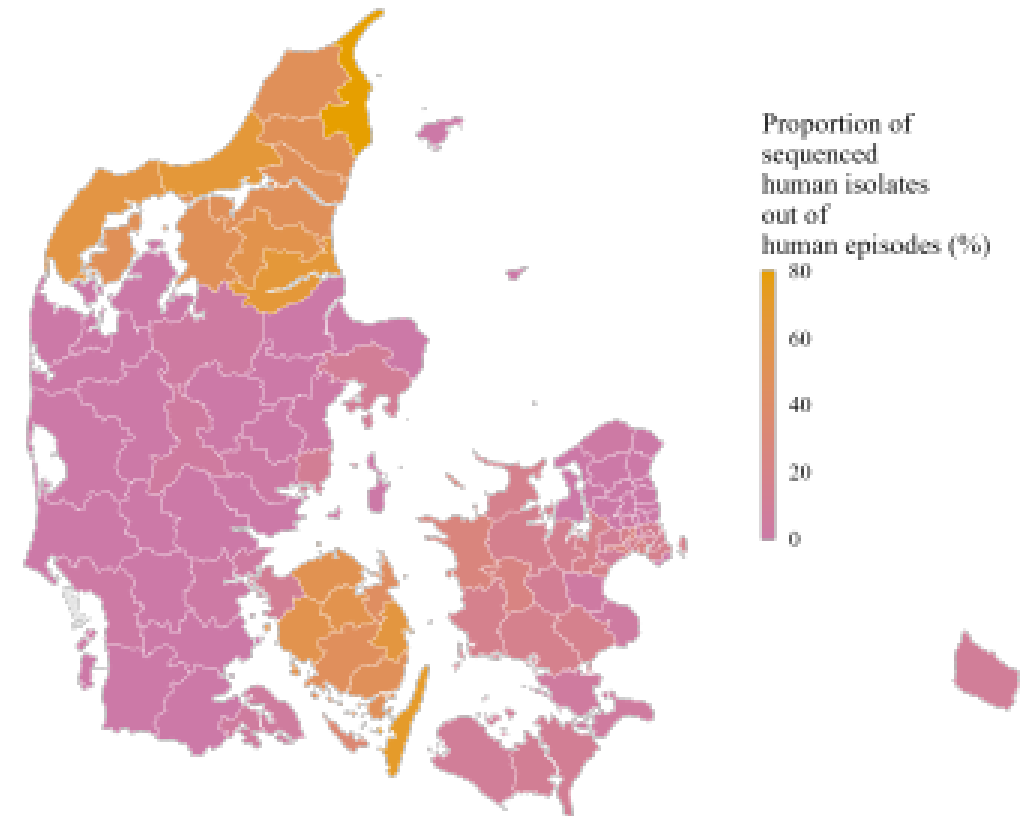 Proportion of
sequenced
human isolates
out of
human episodes (%)
80
60
40
20
0